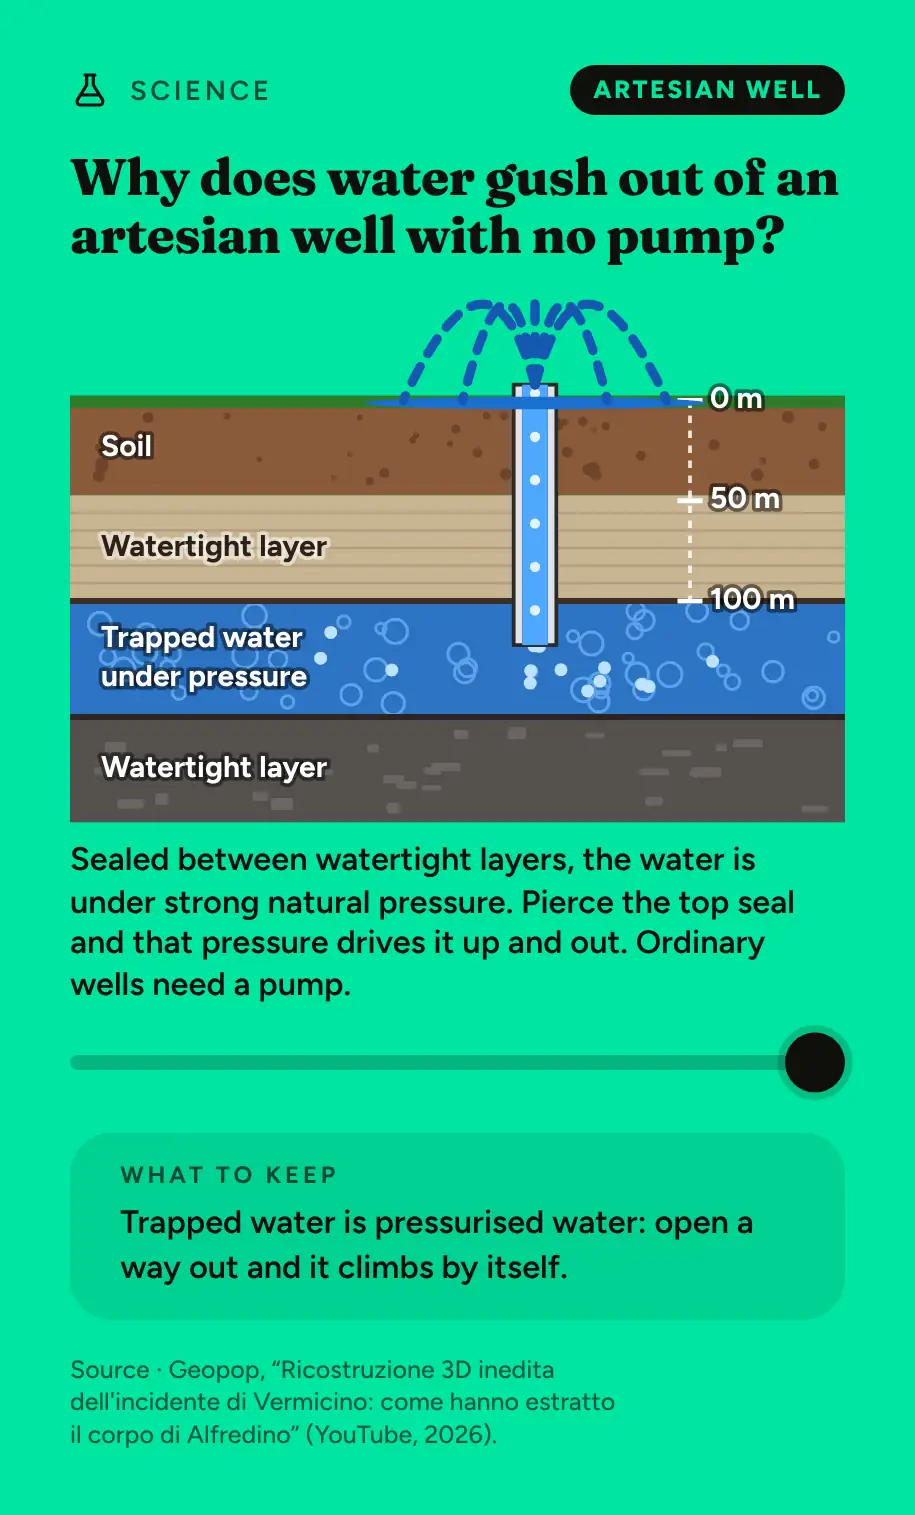 SCIENCE
ARTESIAN WELL
Why does water gush out of an
artesian well with no pump?
0 m
Soil
50 m
Watertight layer
100 m
Trapped water
under pressure
Watertight layer
Sealed between watertight layers, the water is
under strong natural pressure. Pierce the top seal
and that pressure drives it up and out. Ordinary
wells need a pump.
WHAT TO KEEP
Trapped water is pressurised water: open a
way out and it climbs by itself.
Source · Geopop, “Ricostruzione 3D inedita
dell'incidente di Vermicino: come hanno estratto
il corpo di Alfredino” (YouTube, 2026).